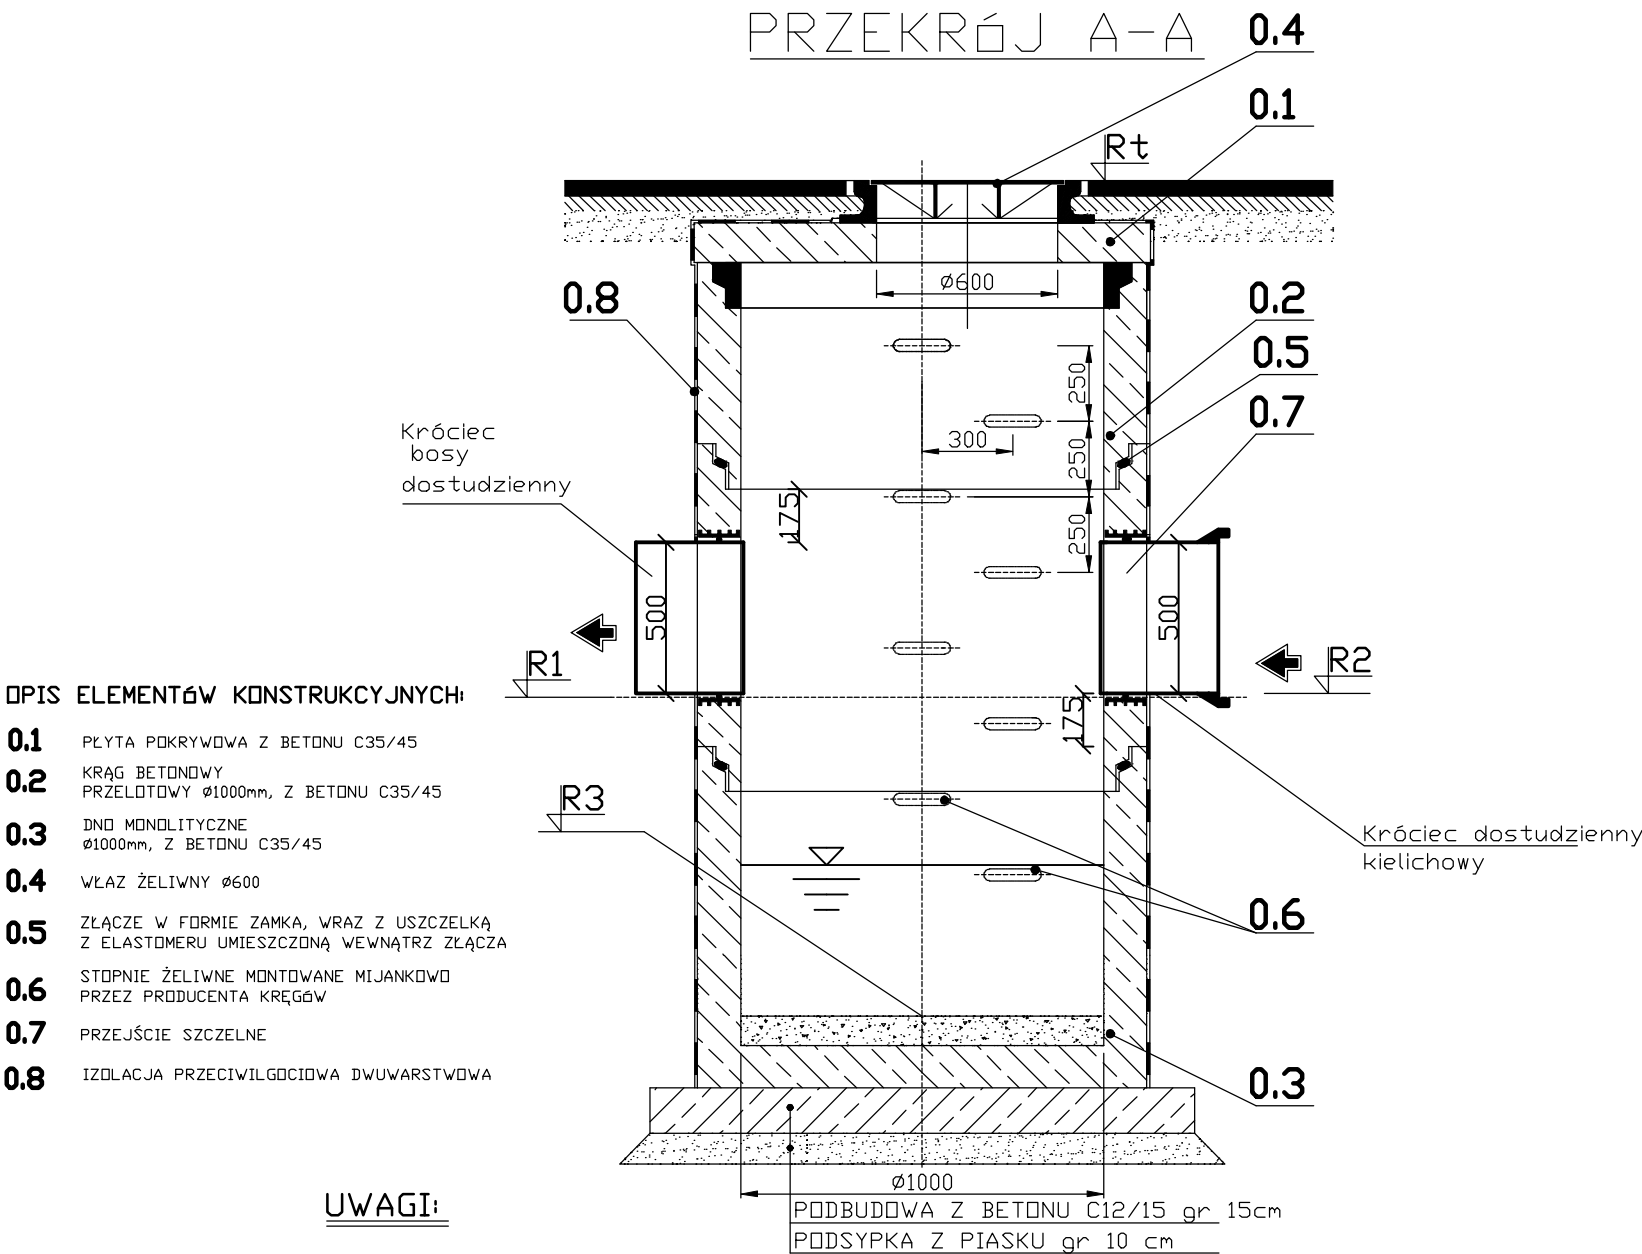 PRZEKRóJ A-A
0.4
0.1
Rt
Ø600
0.8
0.2
0.5
0.7
250
250
250
300
175
Króciec
bosy
dostudzienny
500
500
R1
R2
175
R3
Króciec dostudzienny
kielichowy
0.6
0.3
Ø1000
PODBUDOWA Z BETONU C12/15 gr 15cm
PODSYPKA Z PIASKU gr 10 cm
OPIS ELEMENTóW KONSTRUKCYJNYCH:
0.1 PŁYTA POKRYWOWA Z BETONU C35/45
0.2 KRĄG BETONOWY
PRZELOTOWY Ø1000mm, Z BETONU C35/45
0.3 DNO MONOLITYCZNE
Ø1000mm, Z BETONU C35/45
0.4 WŁAZ ŻELIWNY Ø600
0.5 ZŁĄCZE W FORMIE ZAMKA, WRAZ Z USZCZELKĄ
Z ELASTOMERU UMIESZCZONĄ WEWNĄTRZ ZŁĄCZA
0.6 STOPNIE ŻELIWNE MONTOWANE MIJANKOWO
PRZEZ PRODUCENTA KRĘGóW
0.7 PRZEJŚCIE SZCZELNE
0.8 IZOLACJA PRZECIWILGOCIOWA DWUWARSTWOWA
UWAGI: